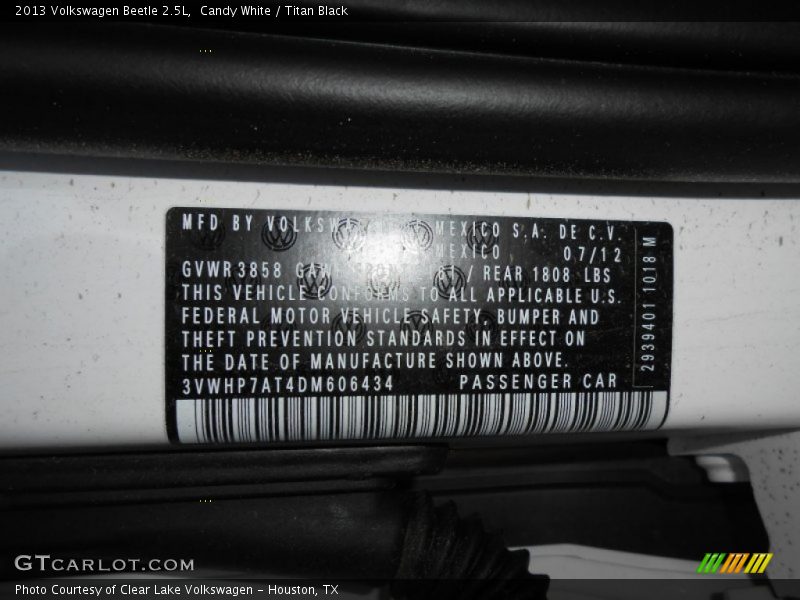 2013 Volkswagen Beetle 2.5L, Candy White / Titan Black
MFD BY VOLKSW MEXICO S.A. DE C.V.
MEXICO 07/12
GVWR 3858 GAW / REAR 1808 LBS
THIS VEHICLE CONFORMS TO ALL APPLICABLE U.S.
FEDERAL MOTOR VEHICLE SAFETY, BUMPER AND
THEFT PREVENTION STANDARDS IN EFFECT ON
THE DATE OF MANUFACTURE SHOWN ABOVE.
3VWHP7AT4DM606434 PASSENGER CAR
2939401 1018 M
GTCARLOT.COM
Photo Courtesy of Clear Lake Volkswagen - Houston, TX